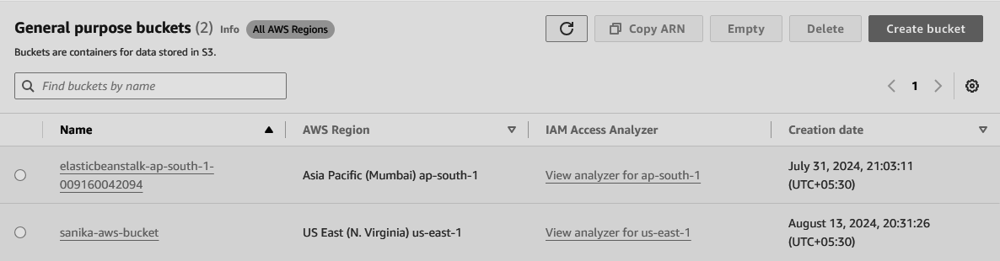 General purpose buckets (2) Info All AWS Regions
Copy ARN Empty Delete Create bucket
Buckets are containers for data stored in S3.
Find buckets by name
1
Name AWS Region IAM Access Analyzer Creation date
elasticbeanstalk-ap-south-1-
009160042094
Asia Pacific (Mumbai) ap-south-1
View analyzer for ap-south-1
July 31, 2024, 21:03:11
(UTC+05:30)
sanika-aws-bucket
US East (N. Virginia) us-east-1
View analyzer for us-east-1
August 13, 2024, 20:31:26
(UTC+05:30)